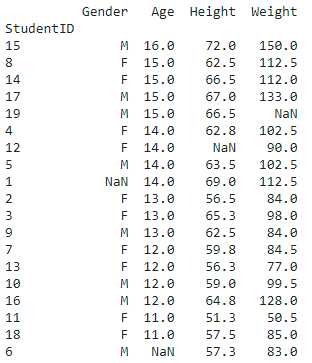 Gender Age Height Weight
StudentID
15 M 16.0 72.0 150.0
8 F 15.0 62.5 112.5
14 F 15.0 66.5 112.0
17 M 15.0 67.0 133.0
19 M 15.0 66.5 NaN
4 F 14.0 62.8 102.5
12 F 14.0 NaN 90.0
5 M 14.0 63.5 102.5
1 NaN 14.0 69.0 112.5
2 F 13.0 56.5 84.0
3 F 13.0 65.3 98.0
9 M 13.0 62.5 84.0
7 F 12.0 59.8 84.5
13 F 12.0 56.3 77.0
10 M 12.0 59.0 99.5
16 M 12.0 64.8 128.0
11 F 11.0 51.3 50.5
18 F 11.0 57.5 85.0
6 M NaN 57.3 83.0